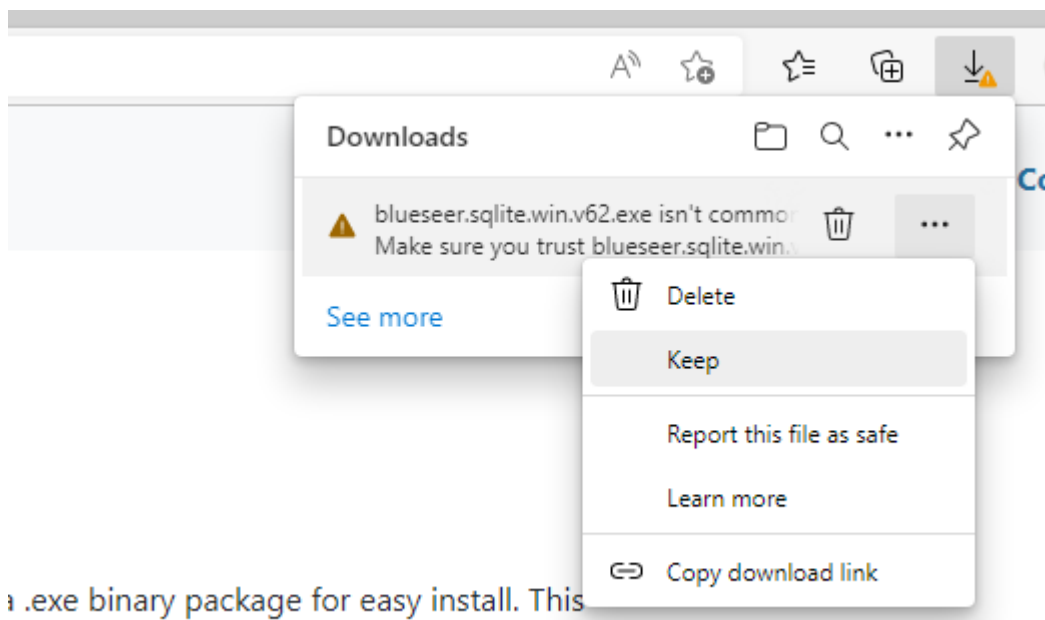 Downloads
Co
blueseer.sqlite.win.v62.exe isn't commo
Make sure you trust blueseer.sqlite.win.
See more
Delete
Keep
Report this file as safe
Learn more
Copy download link
a .exe binary package for easy install. This